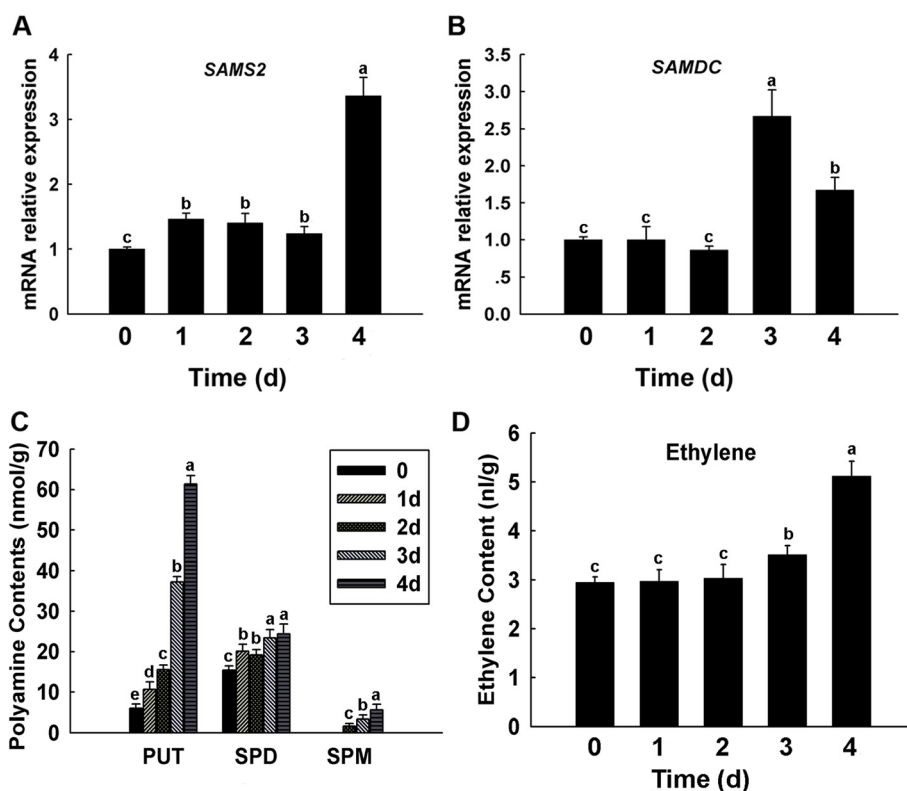 A
SAMS2
mRNA relative expression
4
3
2
1
0
c
b
b
b
a
0 1 2 3 4
Time (d)
B
SAMDC
mRNA relative expression
3.5
3.0
2.5
2.0
1.5
1.0
.5
0.0
c
c
c
a
b
0 1 2 3 4
Time (d)
C
Polyamine Contents (nmol/g)
70
60
50
40
30
20
10
0
e
d
c
b
a
c
b
b
a
a
c
b
a
PUT SPD SPM
0
1d
2d
3d
4d
D
Ethylene
Ethylene Content (nl/g)
6
5
4
3
2
1
0
c
c
c
b
a
0 1 2 3 4
Time (d)